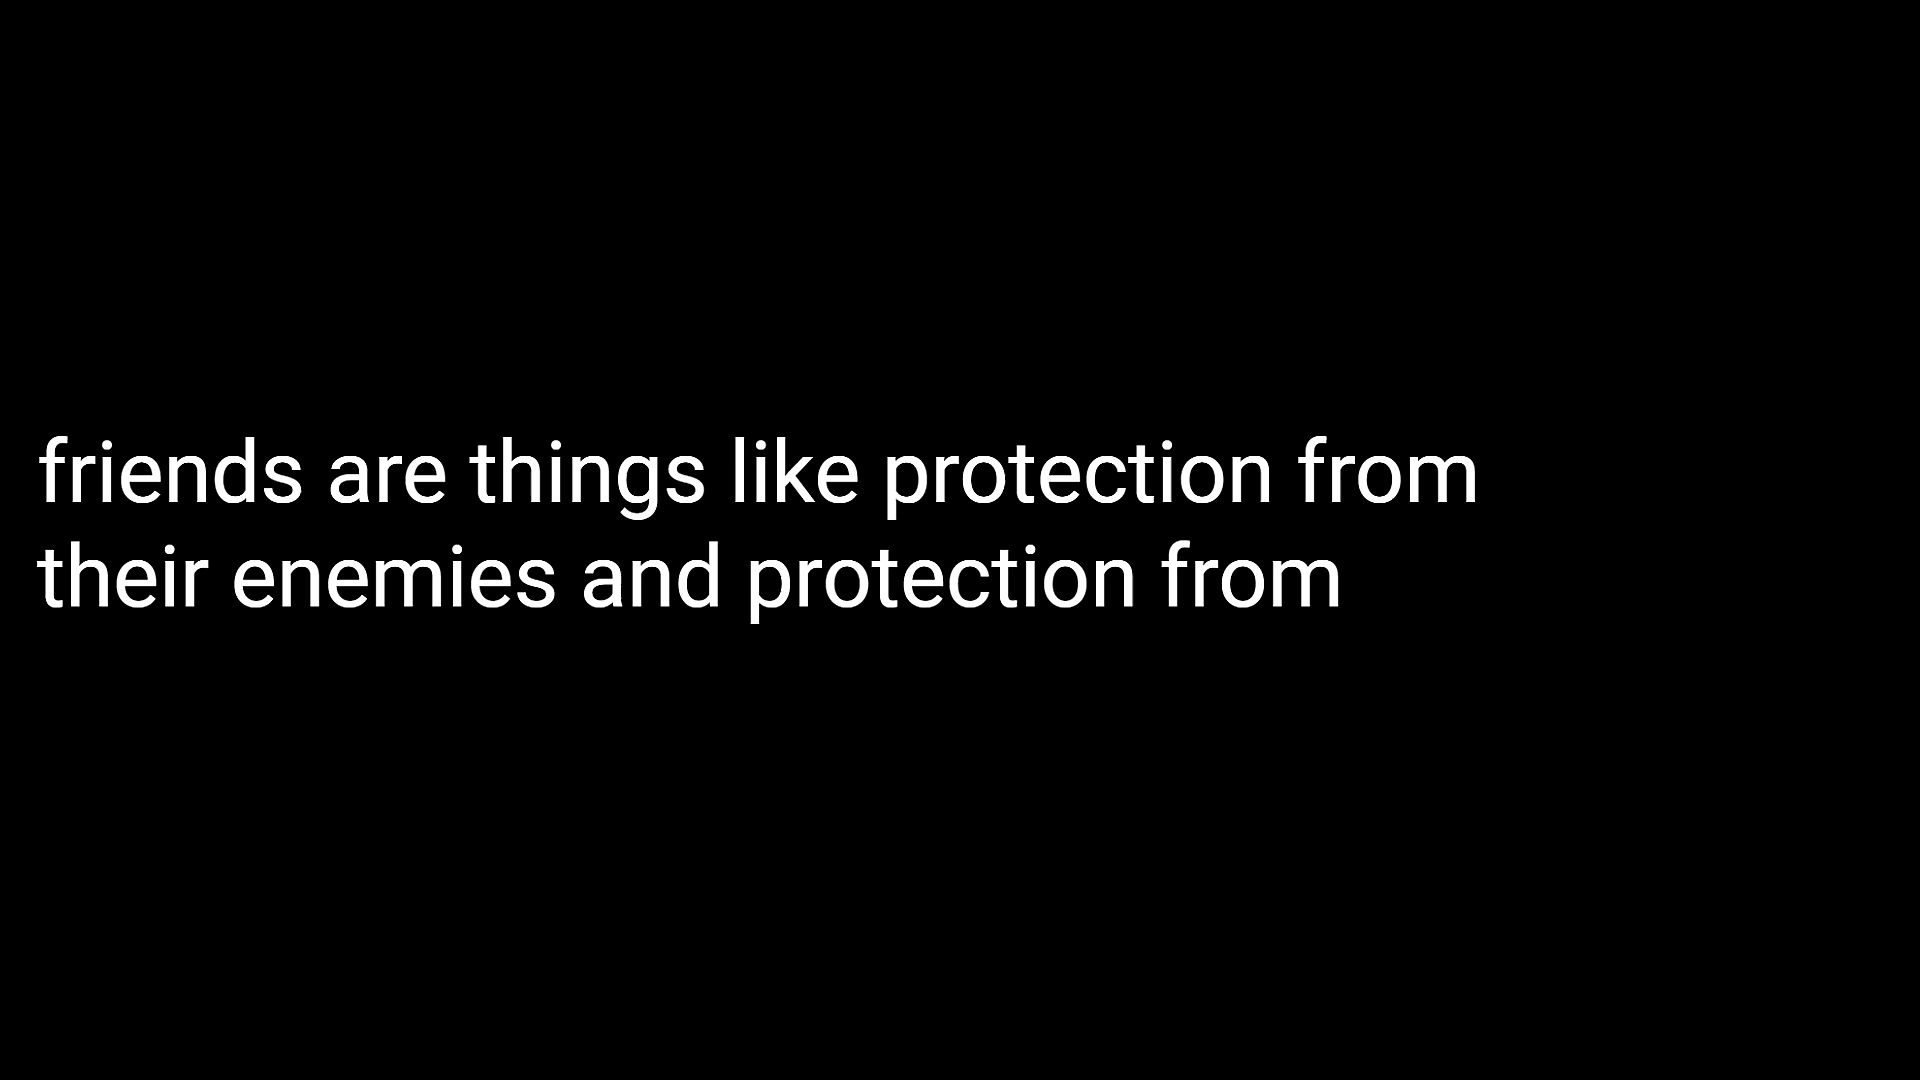 friends are things like protection from
their enemies and protection from